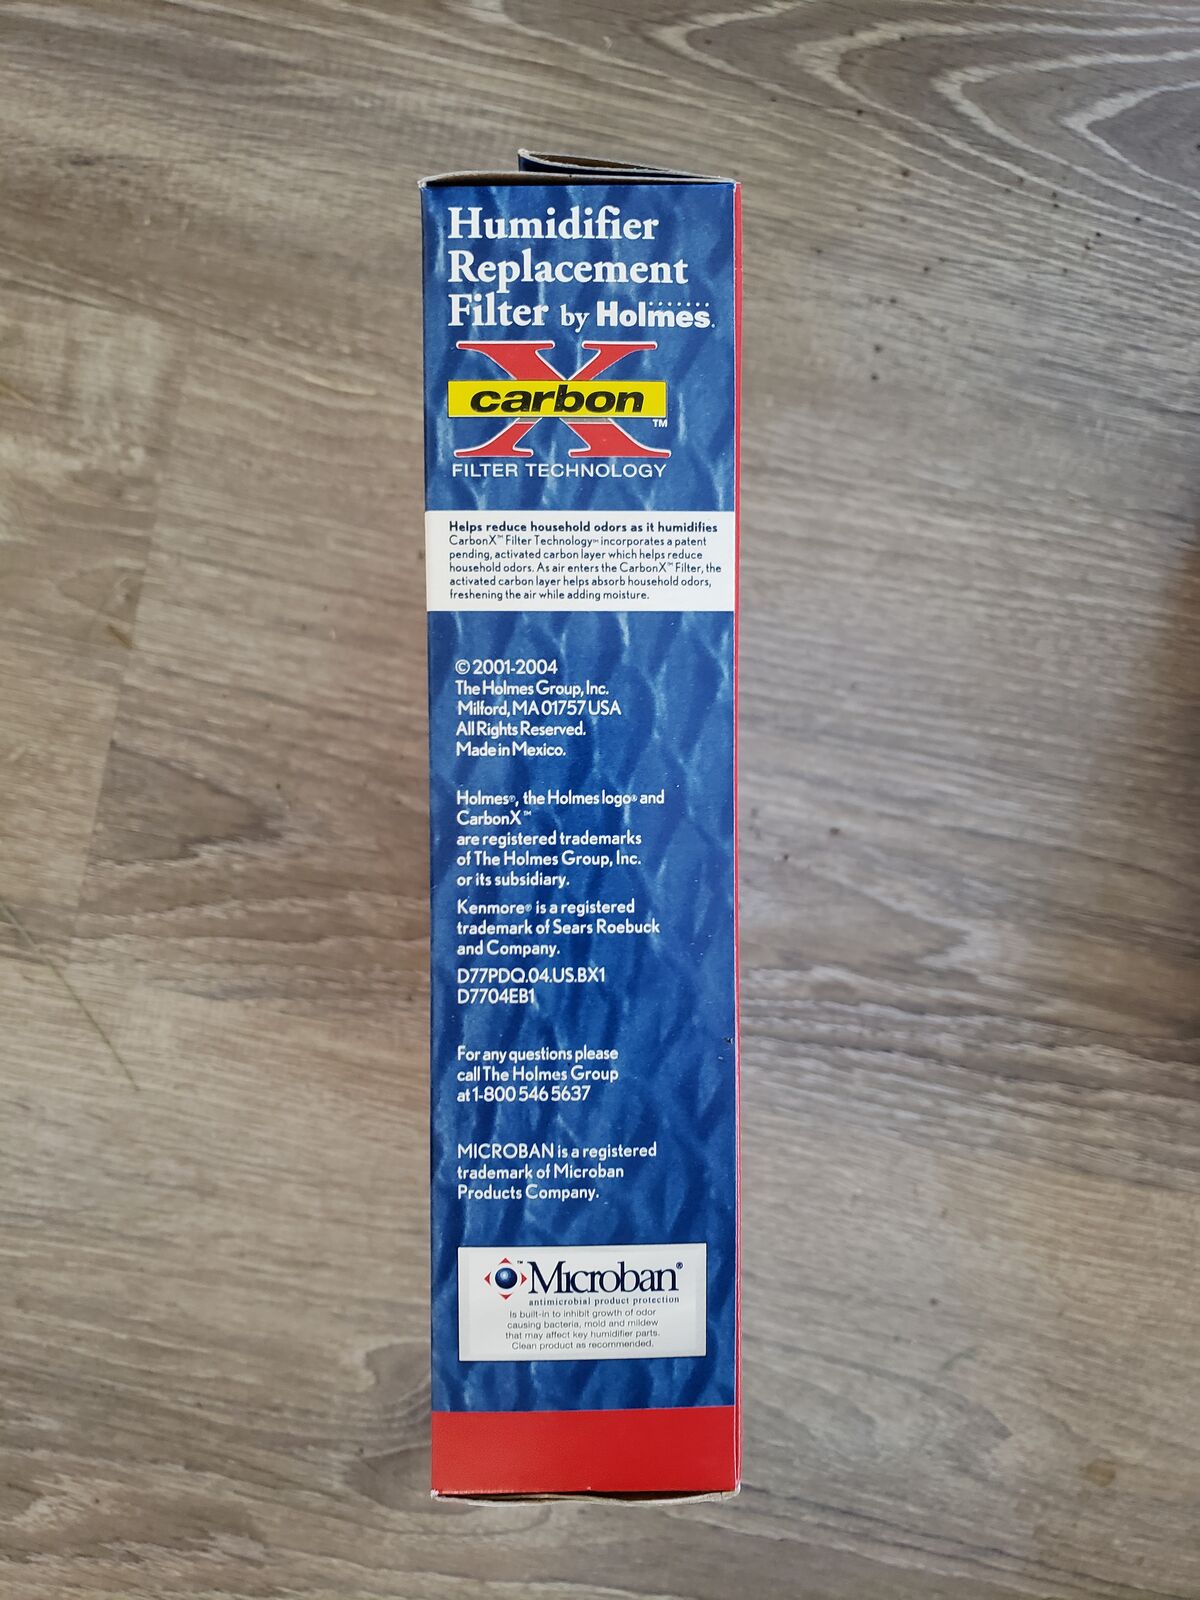 Humidifier
Replacement
Filter by Holmes®
X
carbon™
FILTER TECHNOLOGY
Helps reduce household odors as it humidifies
CarbonX™ Filter Technology℠ incorporates a patent
pending, activated carbon layer which helps reduce
household odors. As air enters the CarbonX™ Filter, the
activated carbon layer helps absorb household odors,
freshening the air while adding moisture.
© 2001-2004
The Holmes Group, Inc.
Milford, MA 01757 USA
All Rights Reserved.
Made in Mexico.
Holmes®, the Holmes logo® and
CarbonX™
are registered trademarks
of The Holmes Group, Inc.
or its subsidiary.
Kenmore® is a registered
trademark of Sears Roebuck
and Company.
D77PDQ.04.US.BX1
D7704EB1
For any questions please
call The Holmes Group
at 1-800 546 5637
MICROBAN is a registered
trademark of Microban
Products Company.
™ Microban®
antimicrobial product protection
Is built-in to inhibit growth of odor
causing bacteria, mold and mildew
that may affect key humidifier parts.
Clean product as recommended.